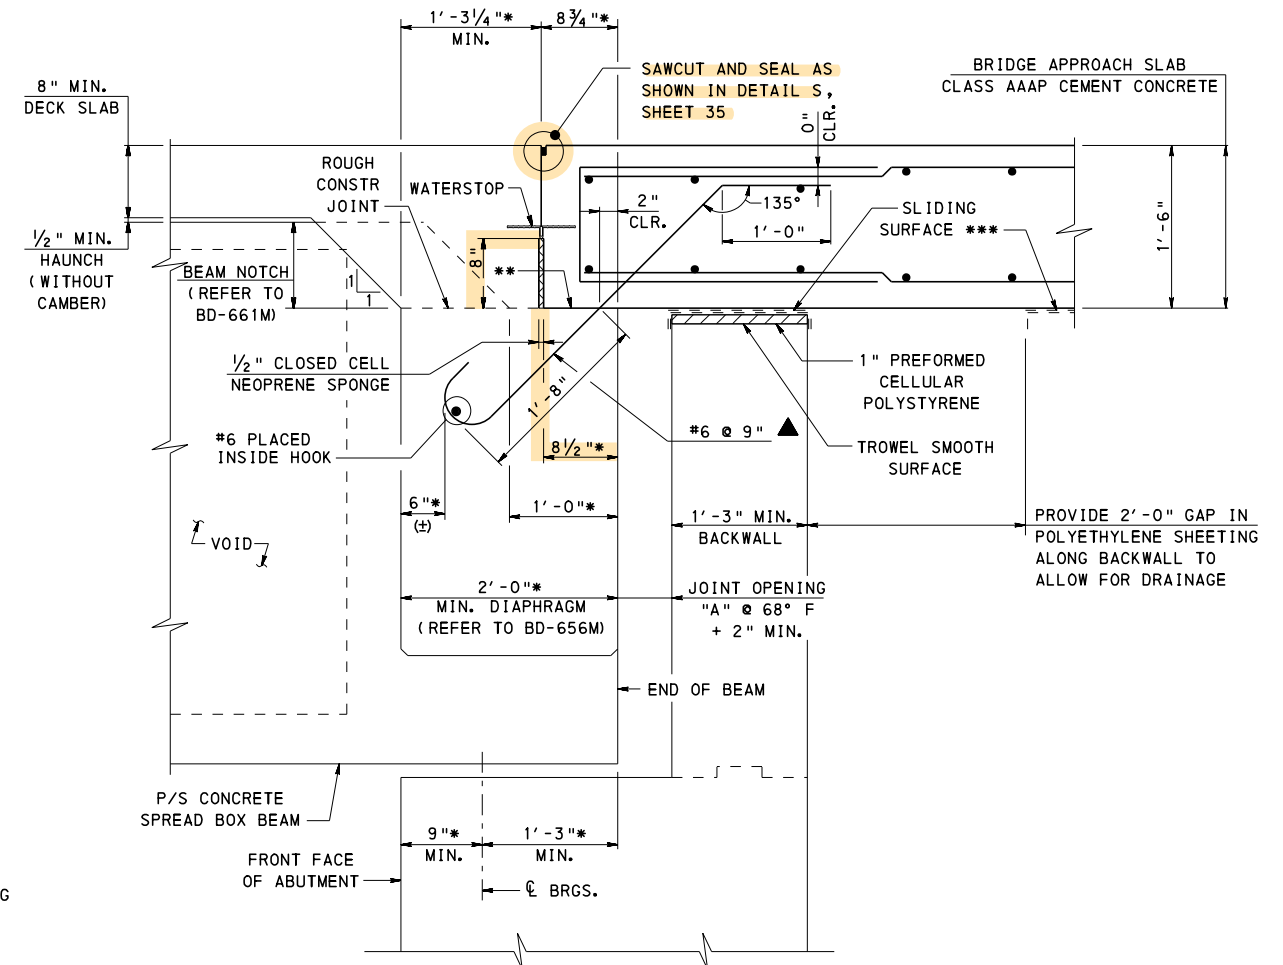 1'-3¼"*
MIN.
8¾"*
8" MIN.
DECK SLAB
SAWCUT AND SEAL AS
SHOWN IN DETAIL S,
SHEET 35
0"
CLR.
BRIDGE APPROACH SLAB
CLASS AAAP CEMENT CONCRETE
ROUGH
CONSTR
JOINT
WATERSTOP
2"
CLR.
135°
1'-0"
SLIDING
SURFACE ***
1'-6"
½" MIN.
HAUNCH
(WITHOUT
CAMBER)
BEAM NOTCH
(REFER TO
BD-661M)
1
1
8"
**
½" CLOSED CELL
NEOPRENE SPONGE
1'-8"
1" PREFORMED
CELLULAR
POLYSTYRENE
#6 PLACED
INSIDE HOOK
#6 @ 9"
8½"*
TROWEL SMOOTH
SURFACE
6"*
(±)
1'-0"*
1'-3" MIN.
BACKWALL
PROVIDE 2'-0" GAP IN
POLYETHYLENE SHEETING
ALONG BACKWALL TO
ALLOW FOR DRAINAGE
VOID
2'-0"*
MIN. DIAPHRAGM
(REFER TO BD-656M)
JOINT OPENING
"A" @ 68° F
+ 2" MIN.
END OF BEAM
P/S CONCRETE
SPREAD BOX BEAM
9"*
MIN.
1'-3"*
MIN.
FRONT FACE
OF ABUTMENT
℄ BRGS.
G